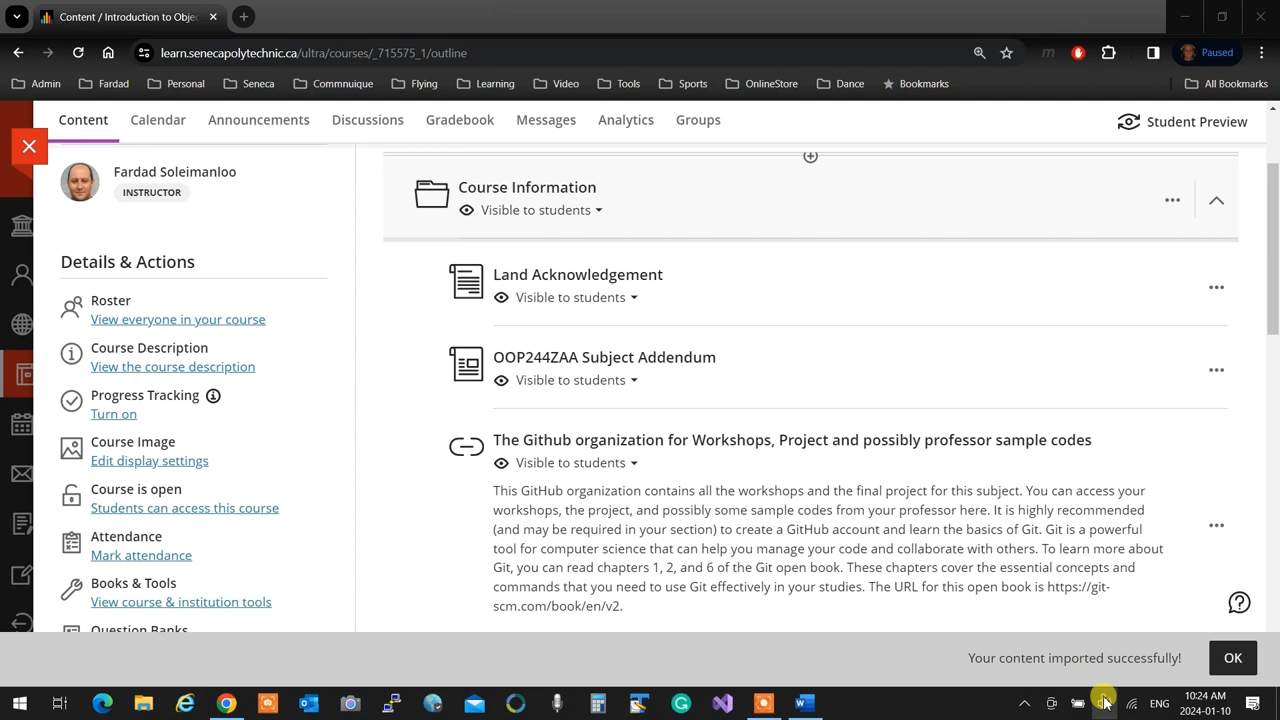 Content / Introduction to Obje
learn.senecapolytechnic.ca/ultra/courses/_715575_1/outline
Paused
Admin
Fardad
Personal
Seneca
Commnuique
Flying
Learning
Video
Tools
Sports
OnlineStore
Dance
Bookmarks
All Bookmarks
Content
Calendar
Announcements
Discussions
Gradebook
Messages
Analytics
Groups
Student Preview
Fardad Soleimanloo
INSTRUCTOR
Details & Actions
Roster
View everyone in your course
Course Description
View the course description
Progress Tracking
Turn on
Course Image
Edit display settings
Course is open
Students can access this course
Attendance
Mark attendance
Books & Tools
View course & institution tools
Question Banks
Course Information
Visible to students
Land Acknowledgement
Visible to students
OOP244ZAA Subject Addendum
Visible to students
The Github organization for Workshops, Project and possibly professor sample codes
Visible to students
This GitHub organization contains all the workshops and the final project for this subject. You can access your
workshops, the project, and possibly some sample codes from your professor here. It is highly recommended
(and may be required in your section) to create a GitHub account and learn the basics of Git. Git is a powerful
tool for computer science that can help you manage your code and collaborate with others. To learn more about
Git, you can read chapters 1, 2, and 6 of the Git open book. These chapters cover the essential concepts and
commands that you need to use Git effectively in your studies. The URL for this open book is https://git-
scm.com/book/en/v2.
Your content imported successfully!
OK
ENG
10:24 AM
2024-01-10